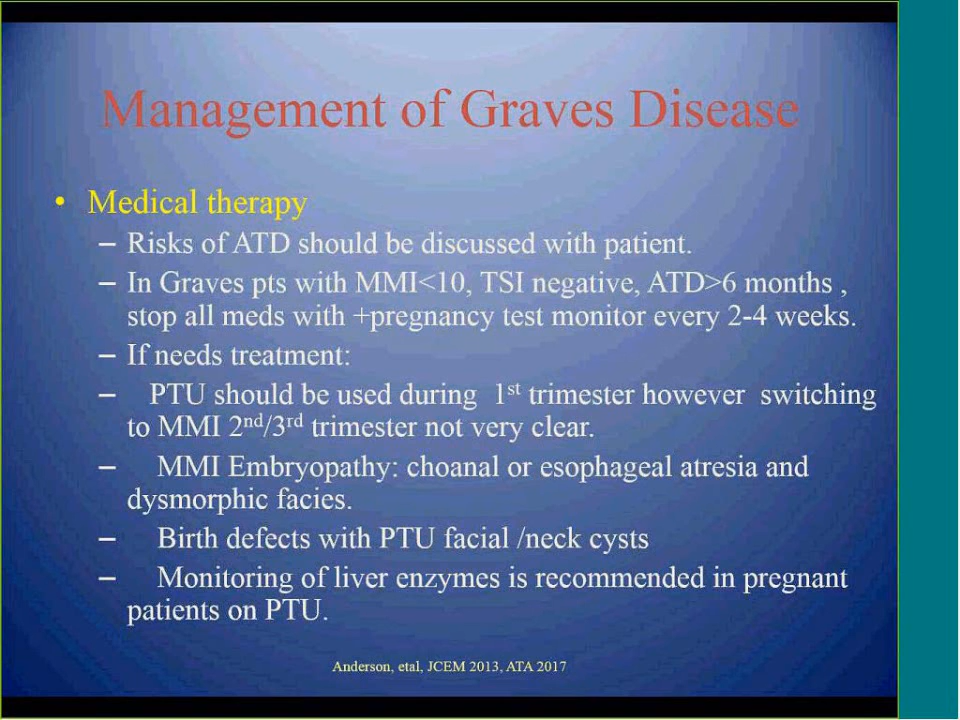 Management of Graves Disease
• Medical therapy
– Risks of ATD should be discussed with patient.
– In Graves pts with MMI<10, TSI negative, ATD>6 months ,
stop all meds with +pregnancy test monitor every 2-4 weeks.
– If needs treatment:
– PTU should be used during 1st trimester however switching
to MMI 2nd/3rd trimester not very clear.
– MMI Embryopathy: choanal or esophageal atresia and
dysmorphic facies.
– Birth defects with PTU facial /neck cysts
– Monitoring of liver enzymes is recommended in pregnant
patients on PTU.
Anderson, etal, JCEM 2013, ATA 2017